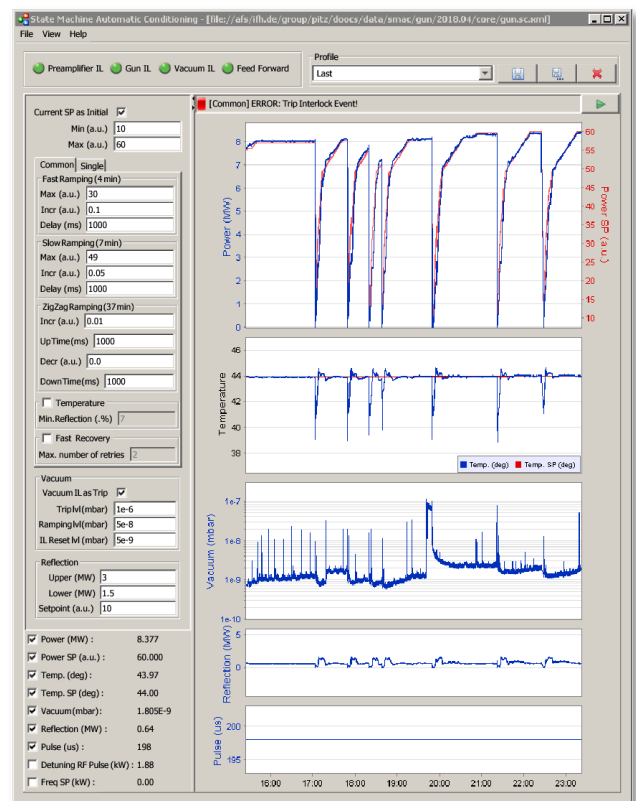 State Machine Automatic Conditioning - [file://afs/ifh.de/group/pitz/doocs/data/smac/gun/2018.04/core/gun.sc.xml]
File View Help
Preamplifier IL Gun IL Vacuum IL Feed Forward
Profile
Last
[Common] ERROR: Trip Interlock Event!
Current SP as Initial
Min (a.u.) 10
Max (a.u.) 60
Common Single
Fast Ramping (4 min)
Max (a.u.) 30
Incr (a.u.) 0.1
Delay (ms) 1000
Slow Ramping (7 min)
Max (a.u.) 49
Incr (a.u.) 0.05
Delay (ms) 1000
ZigZag Ramping (37 min)
Incr (a.u.) 0.01
UpTime (ms) 1000
Decr (a.u.) 0.0
DownTime (ms) 1000
Temperature
Min.Reflection (.%) 7
Fast Recovery
Max. number of retries 2
Vacuum
Vacuum IL as Trip
Trip lvl (mbar) 1e-6
Ramping lvl (mbar) 5e-8
IL Reset lvl (mbar) 5e-9
Reflection
Upper (MW) 3
Lower (MW) 1.5
Setpoint (a.u.) 10
Power (MW) : 8.377
Power SP (a.u.) : 60.000
Temp. (deg) : 43.97
Temp. SP (deg) : 44.00
Vacuum (mbar) : 1.805E-9
Reflection (MW) : 0.64
Pulse (us) : 198
Detuning RF Pulse (kW) : 1.88
Freq SP (kW) : 0.00
Power (MW)
8
7
6
5
4
3
2
1
0
Power SP (a.u.)
60
55
50
45
40
35
30
25
20
15
10
Temperature
46
44
42
40
38
Temp. (deg) Temp. SP (deg)
Vacuum (mbar)
1e-7
1e-8
1e-9
1e-10
Reflection (MW)
5
0
Pulse (us)
200
195
16:00 17:00 18:00 19:00 20:00 21:00 22:00 23:00